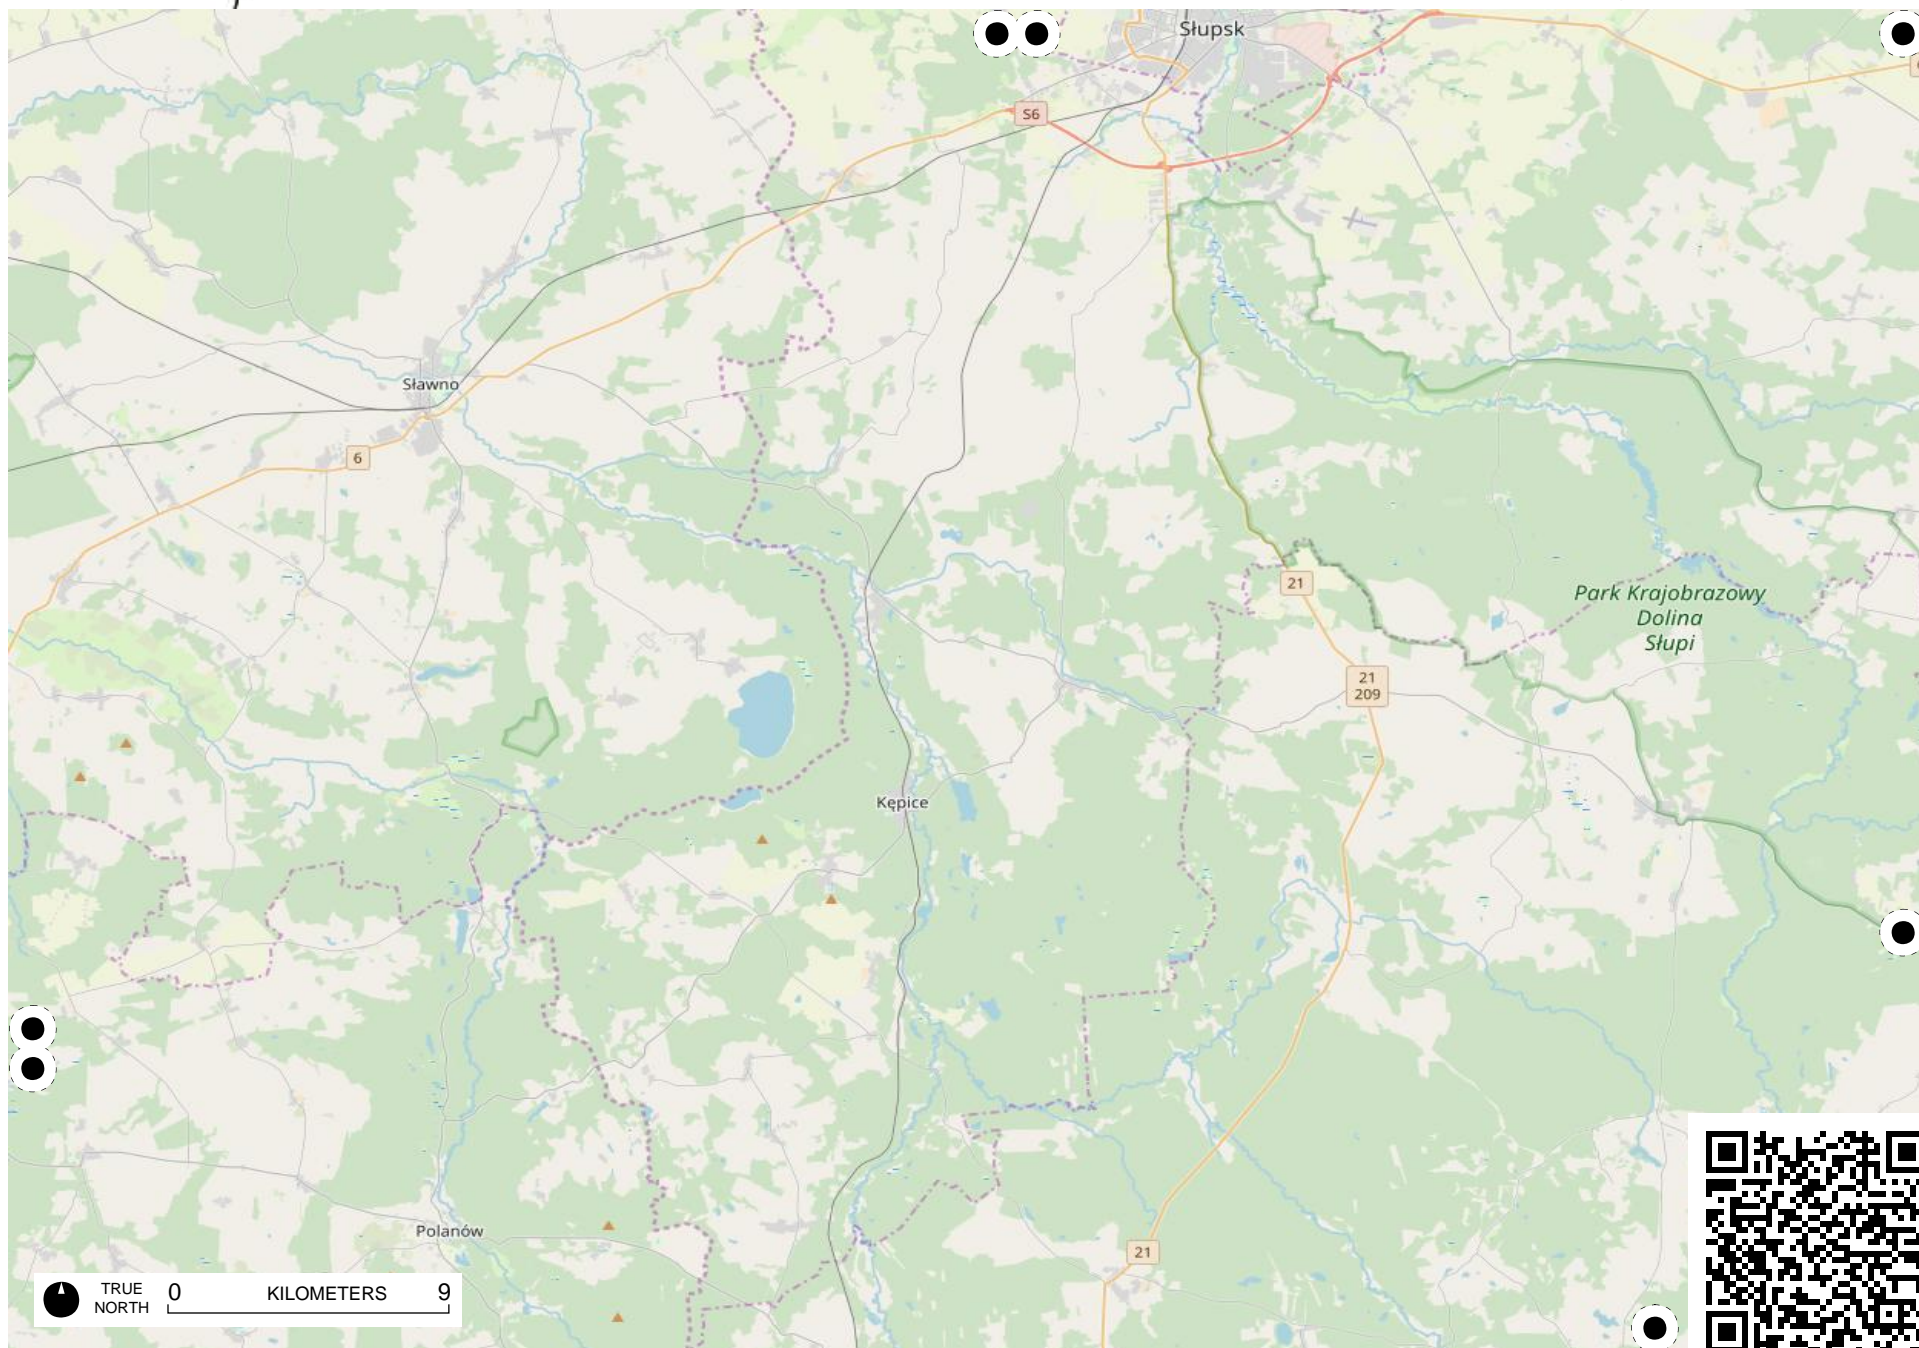 Słupsk
S6
Sławno
6
21
Park Krajobrazowy
Dolina
Słupi
21
209
Kępice
Polanów
21
TRUE
NORTH
0 KILOMETERS 9